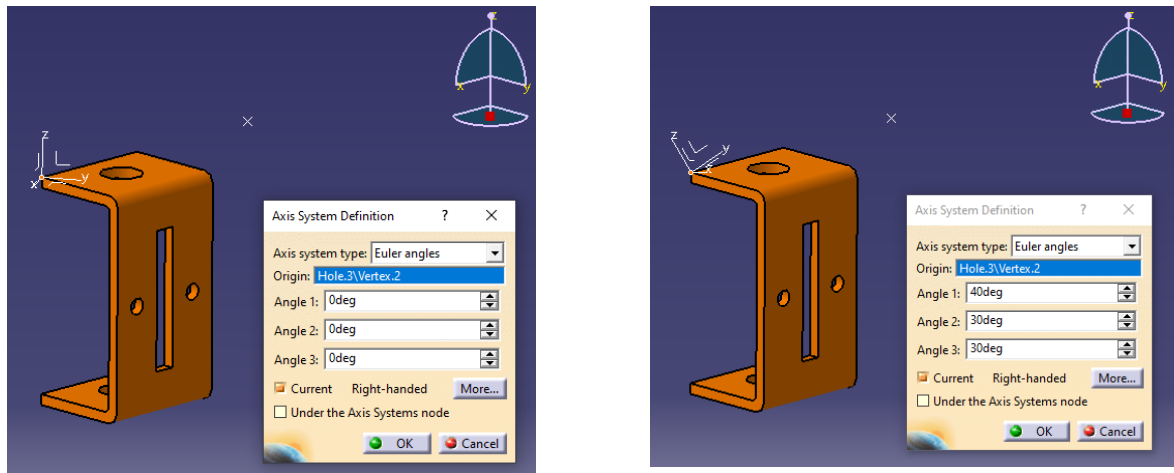 z
x
y
z
x
y
Axis System Definition ? ×
Axis system type: Euler angles
Origin: Hole.3\Vertex.2
Angle 1: 0deg
Angle 2: 0deg
Angle 3: 0deg
Current Right-handed More...
Under the Axis Systems node
OK Cancel
z
x
y
z
y
x
Axis System Definition ? ×
Axis system type: Euler angles
Origin: Hole.3\Vertex.2
Angle 1: 40deg
Angle 2: 30deg
Angle 3: 30deg
Current Right-handed More...
Under the Axis Systems node
OK Cancel